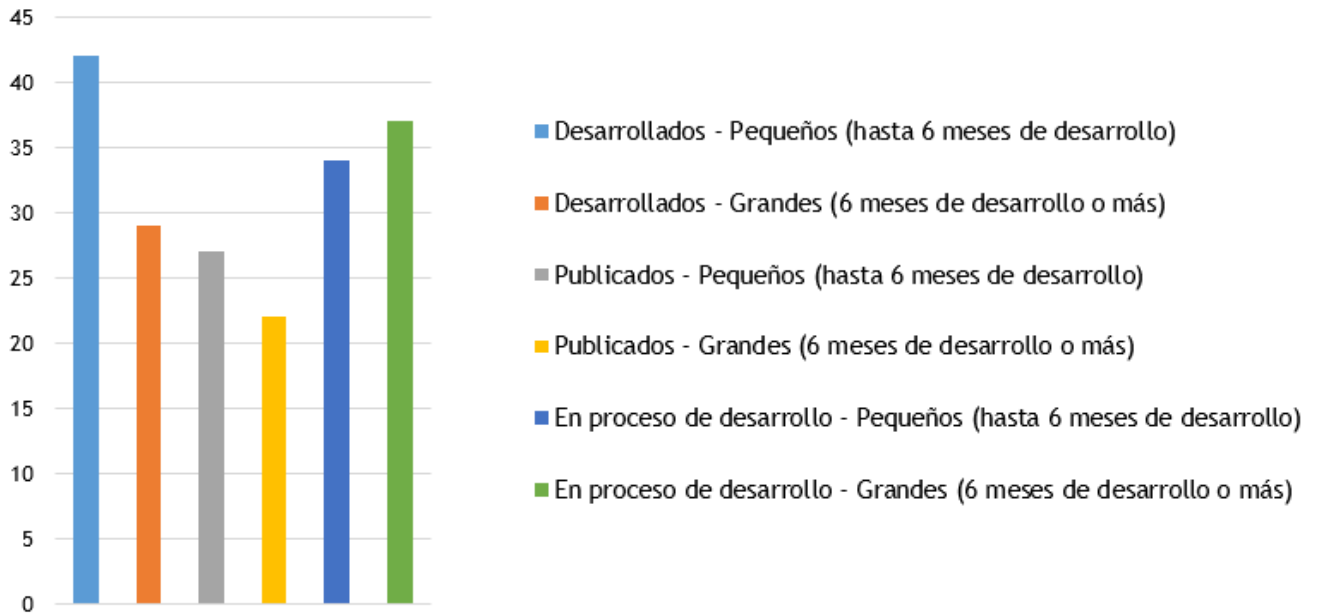 45
40
35
30
25
20
15
10
5
0
Desarrollados - Pequeños (hasta 6 meses de desarrollo)
Desarrollados - Grandes (6 meses de desarrollo o más)
Publicados - Pequeños (hasta 6 meses de desarrollo)
Publicados - Grandes (6 meses de desarrollo o más)
En proceso de desarrollo - Pequeños (hasta 6 meses de desarrollo)
En proceso de desarrollo - Grandes (6 meses de desarrollo o más)